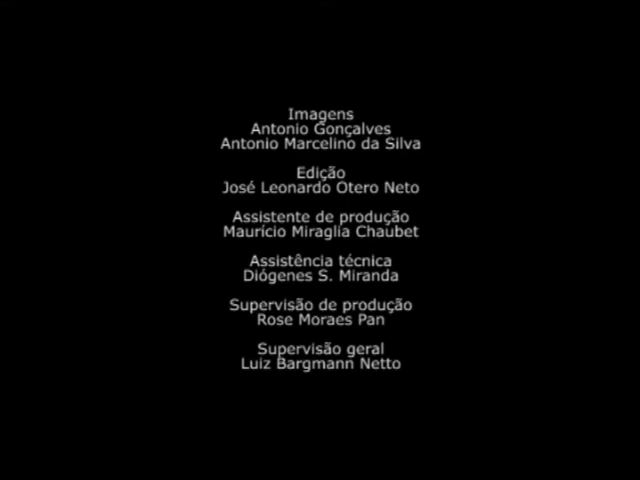 Imagens
Antonio Gonçalves
Antonio Marcelino da Silva
Edição
José Leonardo Otero Neto
Assistente de produção
Maurício Miraglia Chaubet
Assistência técnica
Diógenes S. Miranda
Supervisão de produção
Rose Moraes Pan
Supervisão geral
Luiz Bargmann Netto